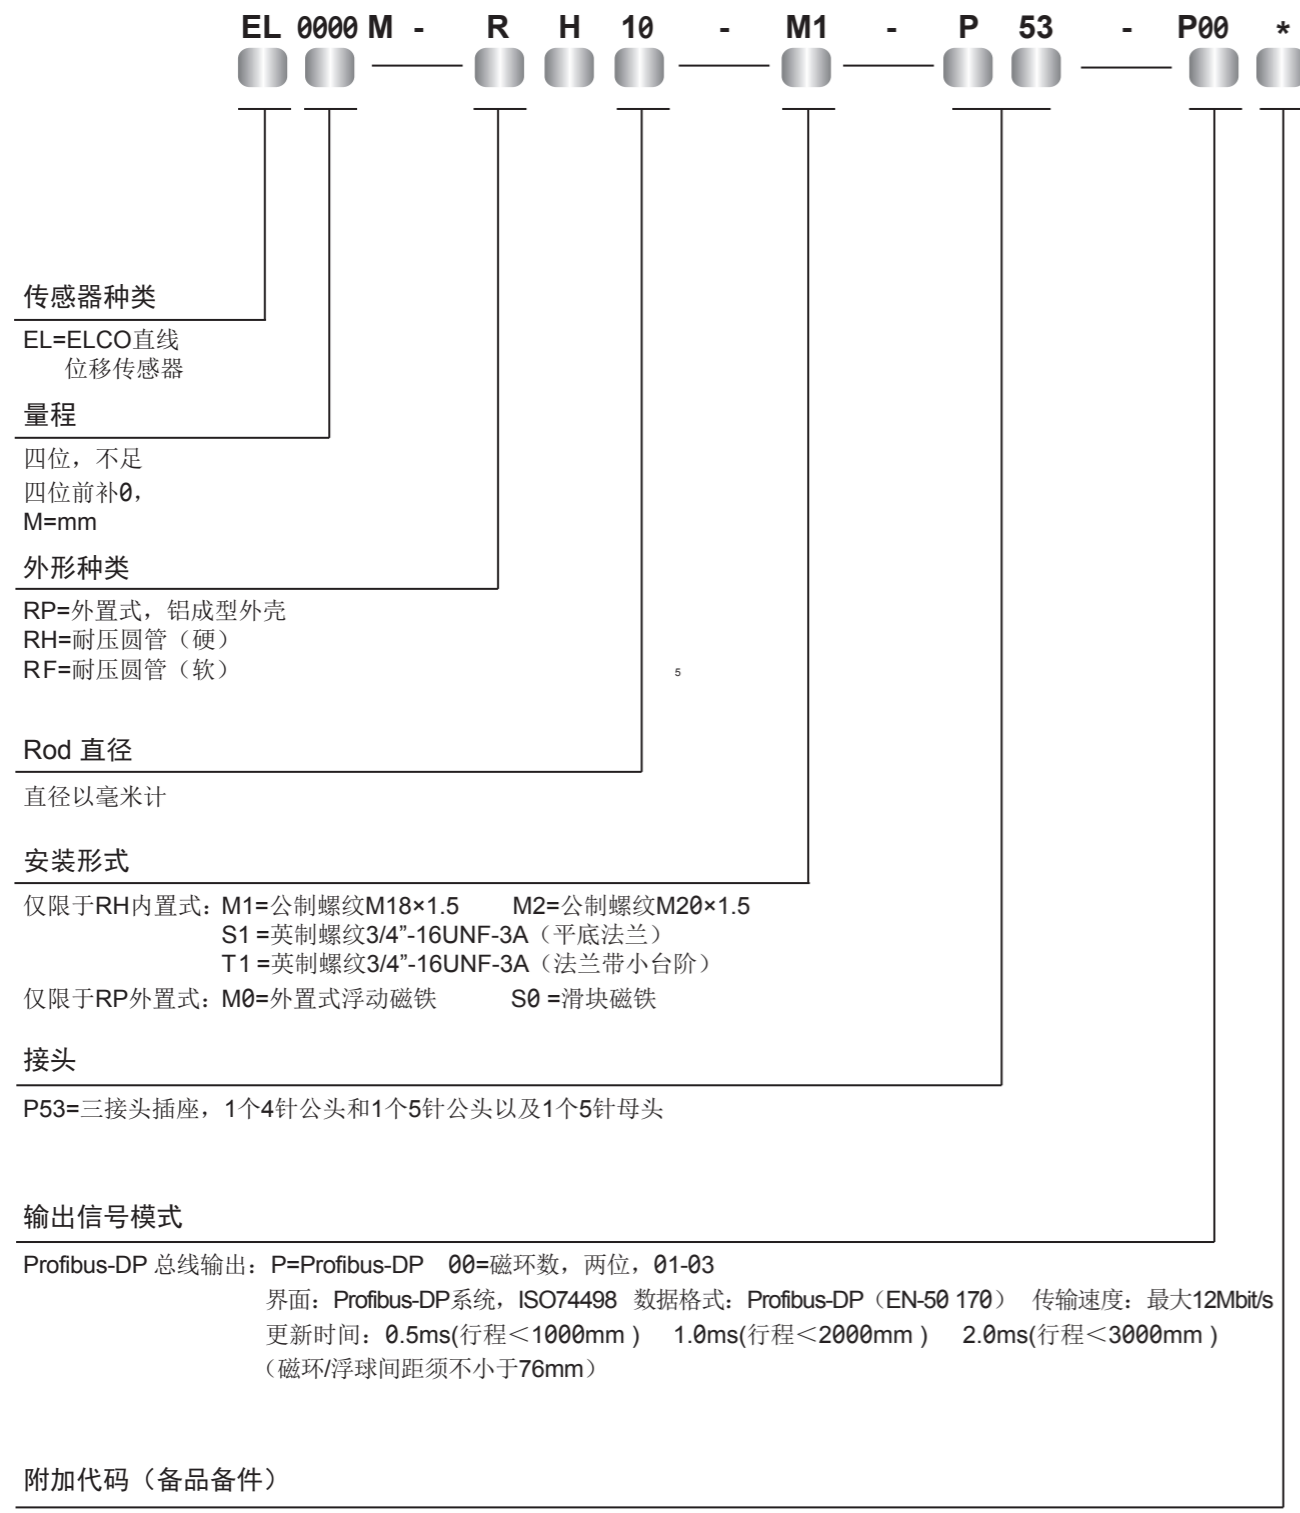 EL 0000 M - R H 10 - M1 - P 53 - P00 *
传感器种类
EL=ELCO直线
位移传感器
量程
四位，不足
四位前补0，
M=mm
外形种类
RP=外置式，铝成型外壳
RH=耐压圆管（硬）
RF=耐压圆管（软）
5
Rod 直径
直径以毫米计
安装形式
仅限于RH内置式：M1=公制螺纹M18×1.5 M2=公制螺纹M20×1.5
S1 =英制螺纹3/4”-16UNF-3A（平底法兰）
T1 =英制螺纹3/4”-16UNF-3A（法兰带小台阶）
仅限于RP外置式：M0=外置式浮动磁铁 S0 =滑块磁铁
接头
P53=三接头插座，1个4针公头和1个5针公头以及1个5针母头
输出信号模式
Profibus-DP 总线输出：P=Profibus-DP 00=磁环数，两位，01-03
界面：Profibus-DP系统，ISO74498 数据格式：Profibus-DP（EN-50 170） 传输速度：最大12Mbit/s
更新时间：0.5ms(行程＜1000mm ) 1.0ms(行程＜2000mm ) 2.0ms(行程＜3000mm )
（磁环/浮球间距须不小于76mm）
附加代码（备品备件）